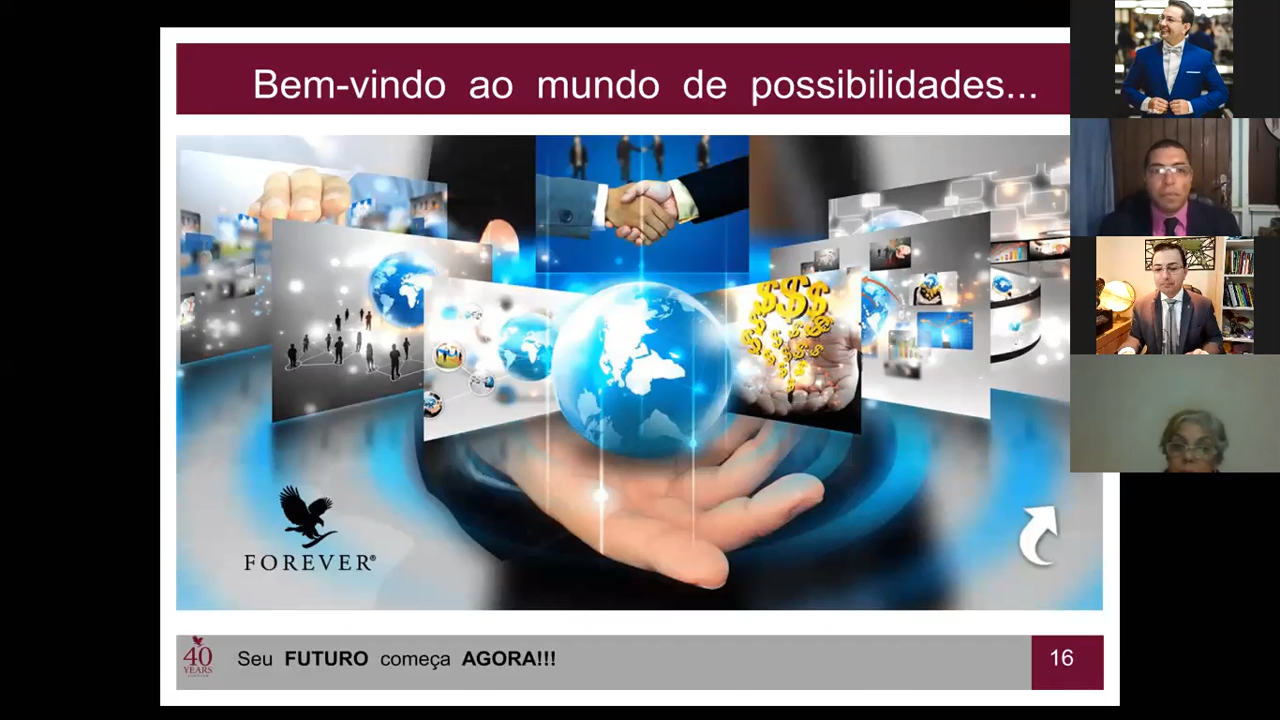 Bem-vindo ao mundo de possibilidades...
$$$
FOREVER®
40
YEARS
Seu FUTURO começa AGORA!!!
16